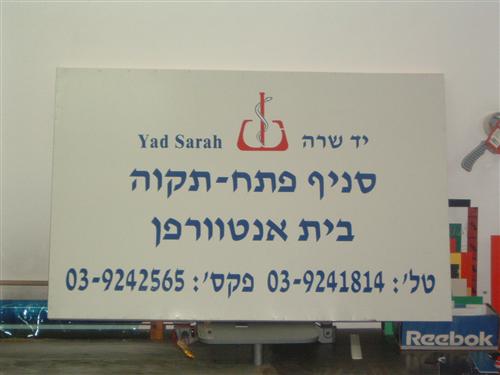 יד שרה Yad Sarah
סניף פתח-תקוה
בית אנטוורפן
טל': 03-9241814 פקס': 03-9242565
Reebok